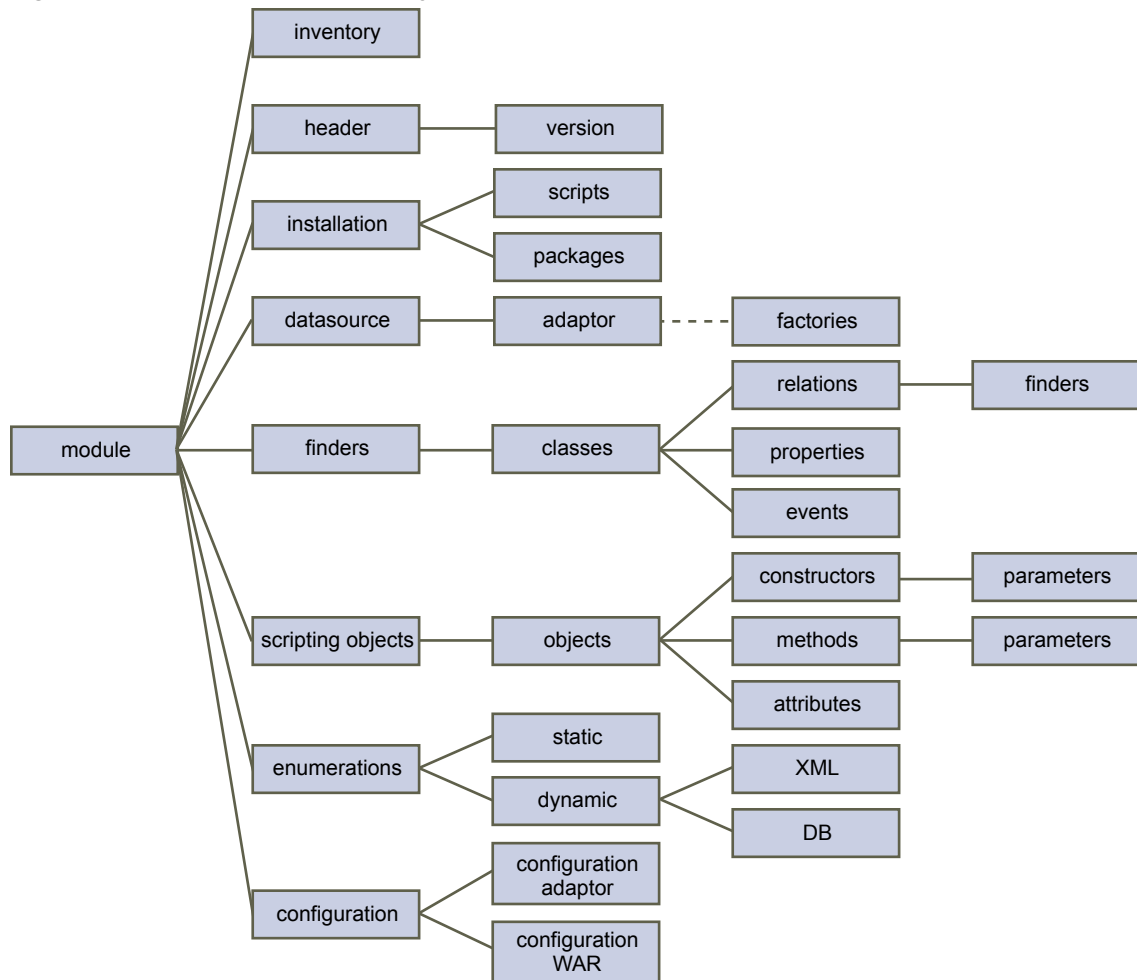 inventory
header
version
scripts
installation
packages
datasource
adaptor
factories
relations
finders
module
finders
classes
properties
events
constructors
parameters
scripting objects
objects
methods
parameters
attributes
static
enumerations
XML
dynamic
DB
configuration
adaptor
configuration
configuration
WAR